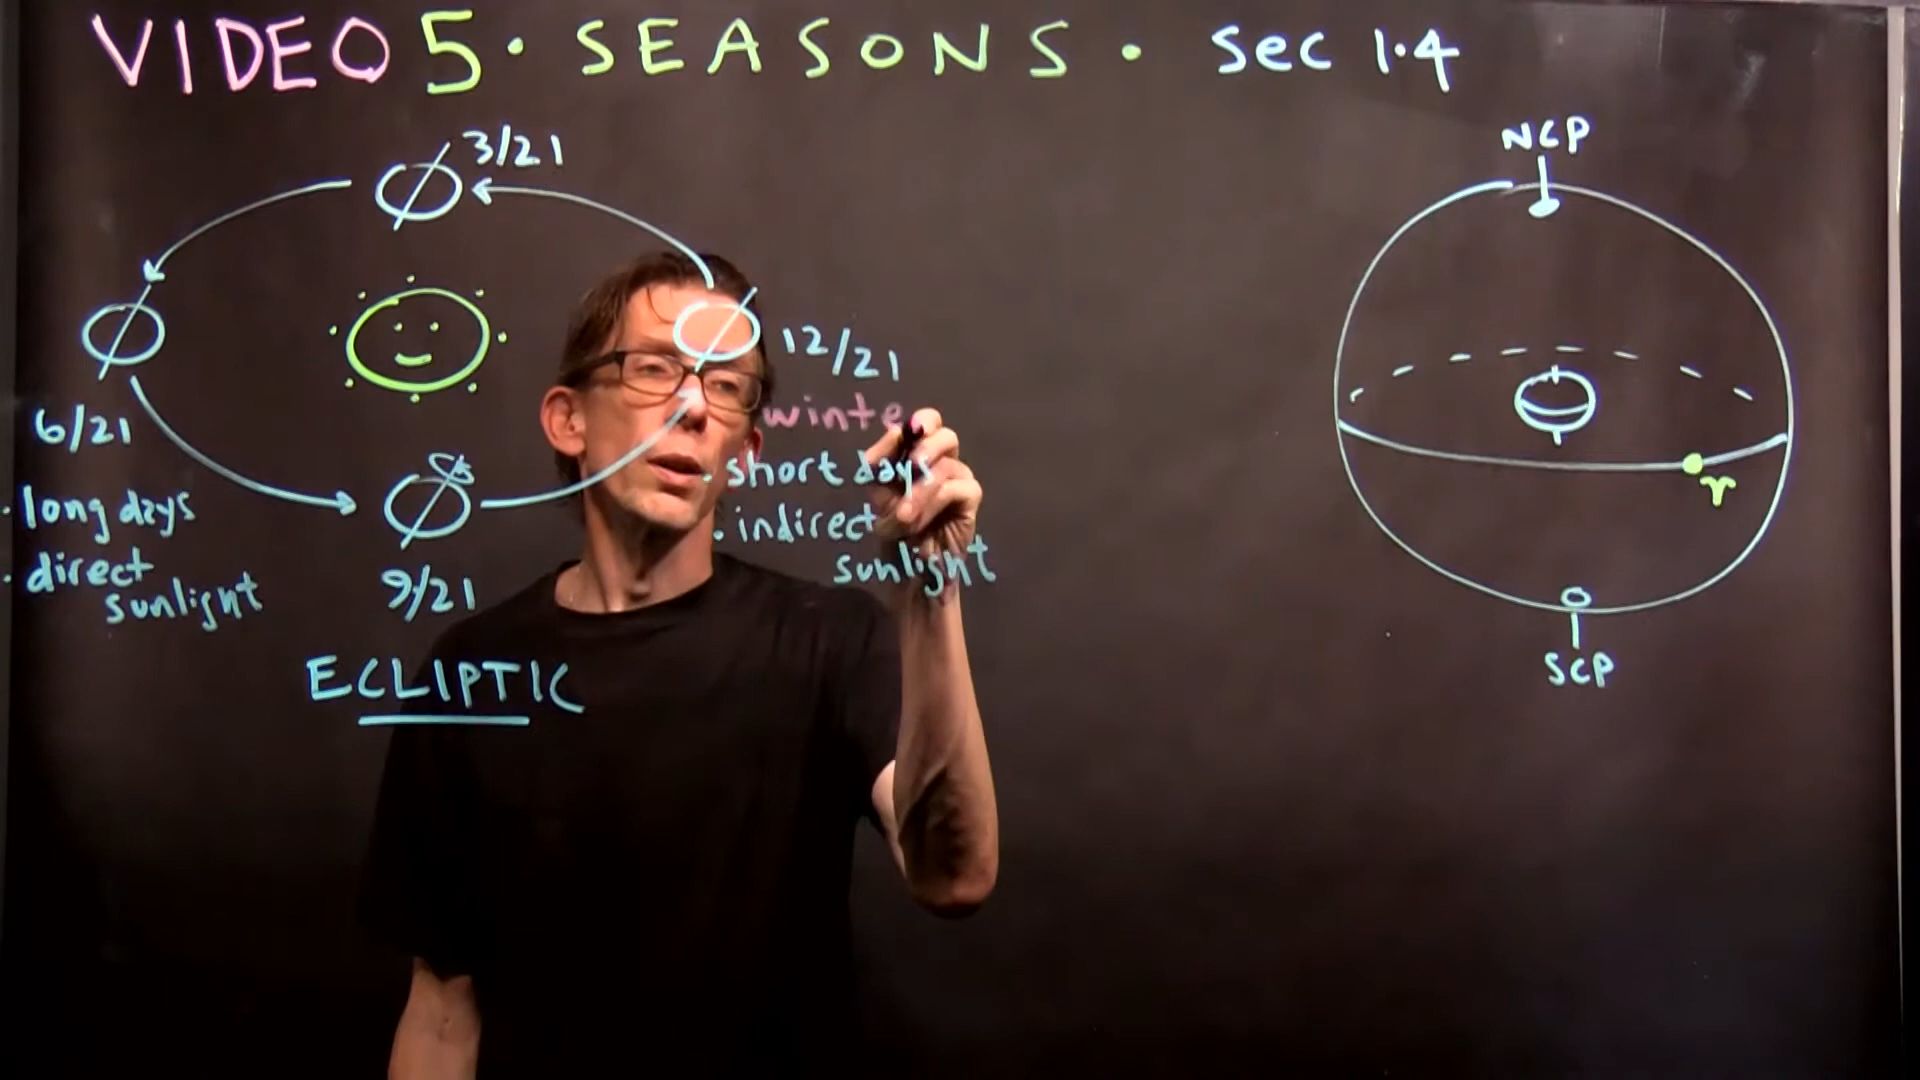 VIDEO 5 · SEASONS · Sec 1.4
3/21
NCP
12/21
winte
6/21
· short days
· long days
· indirect sunlight
· direct sunlight
9/21
♈
ECLIPTIC
SCP